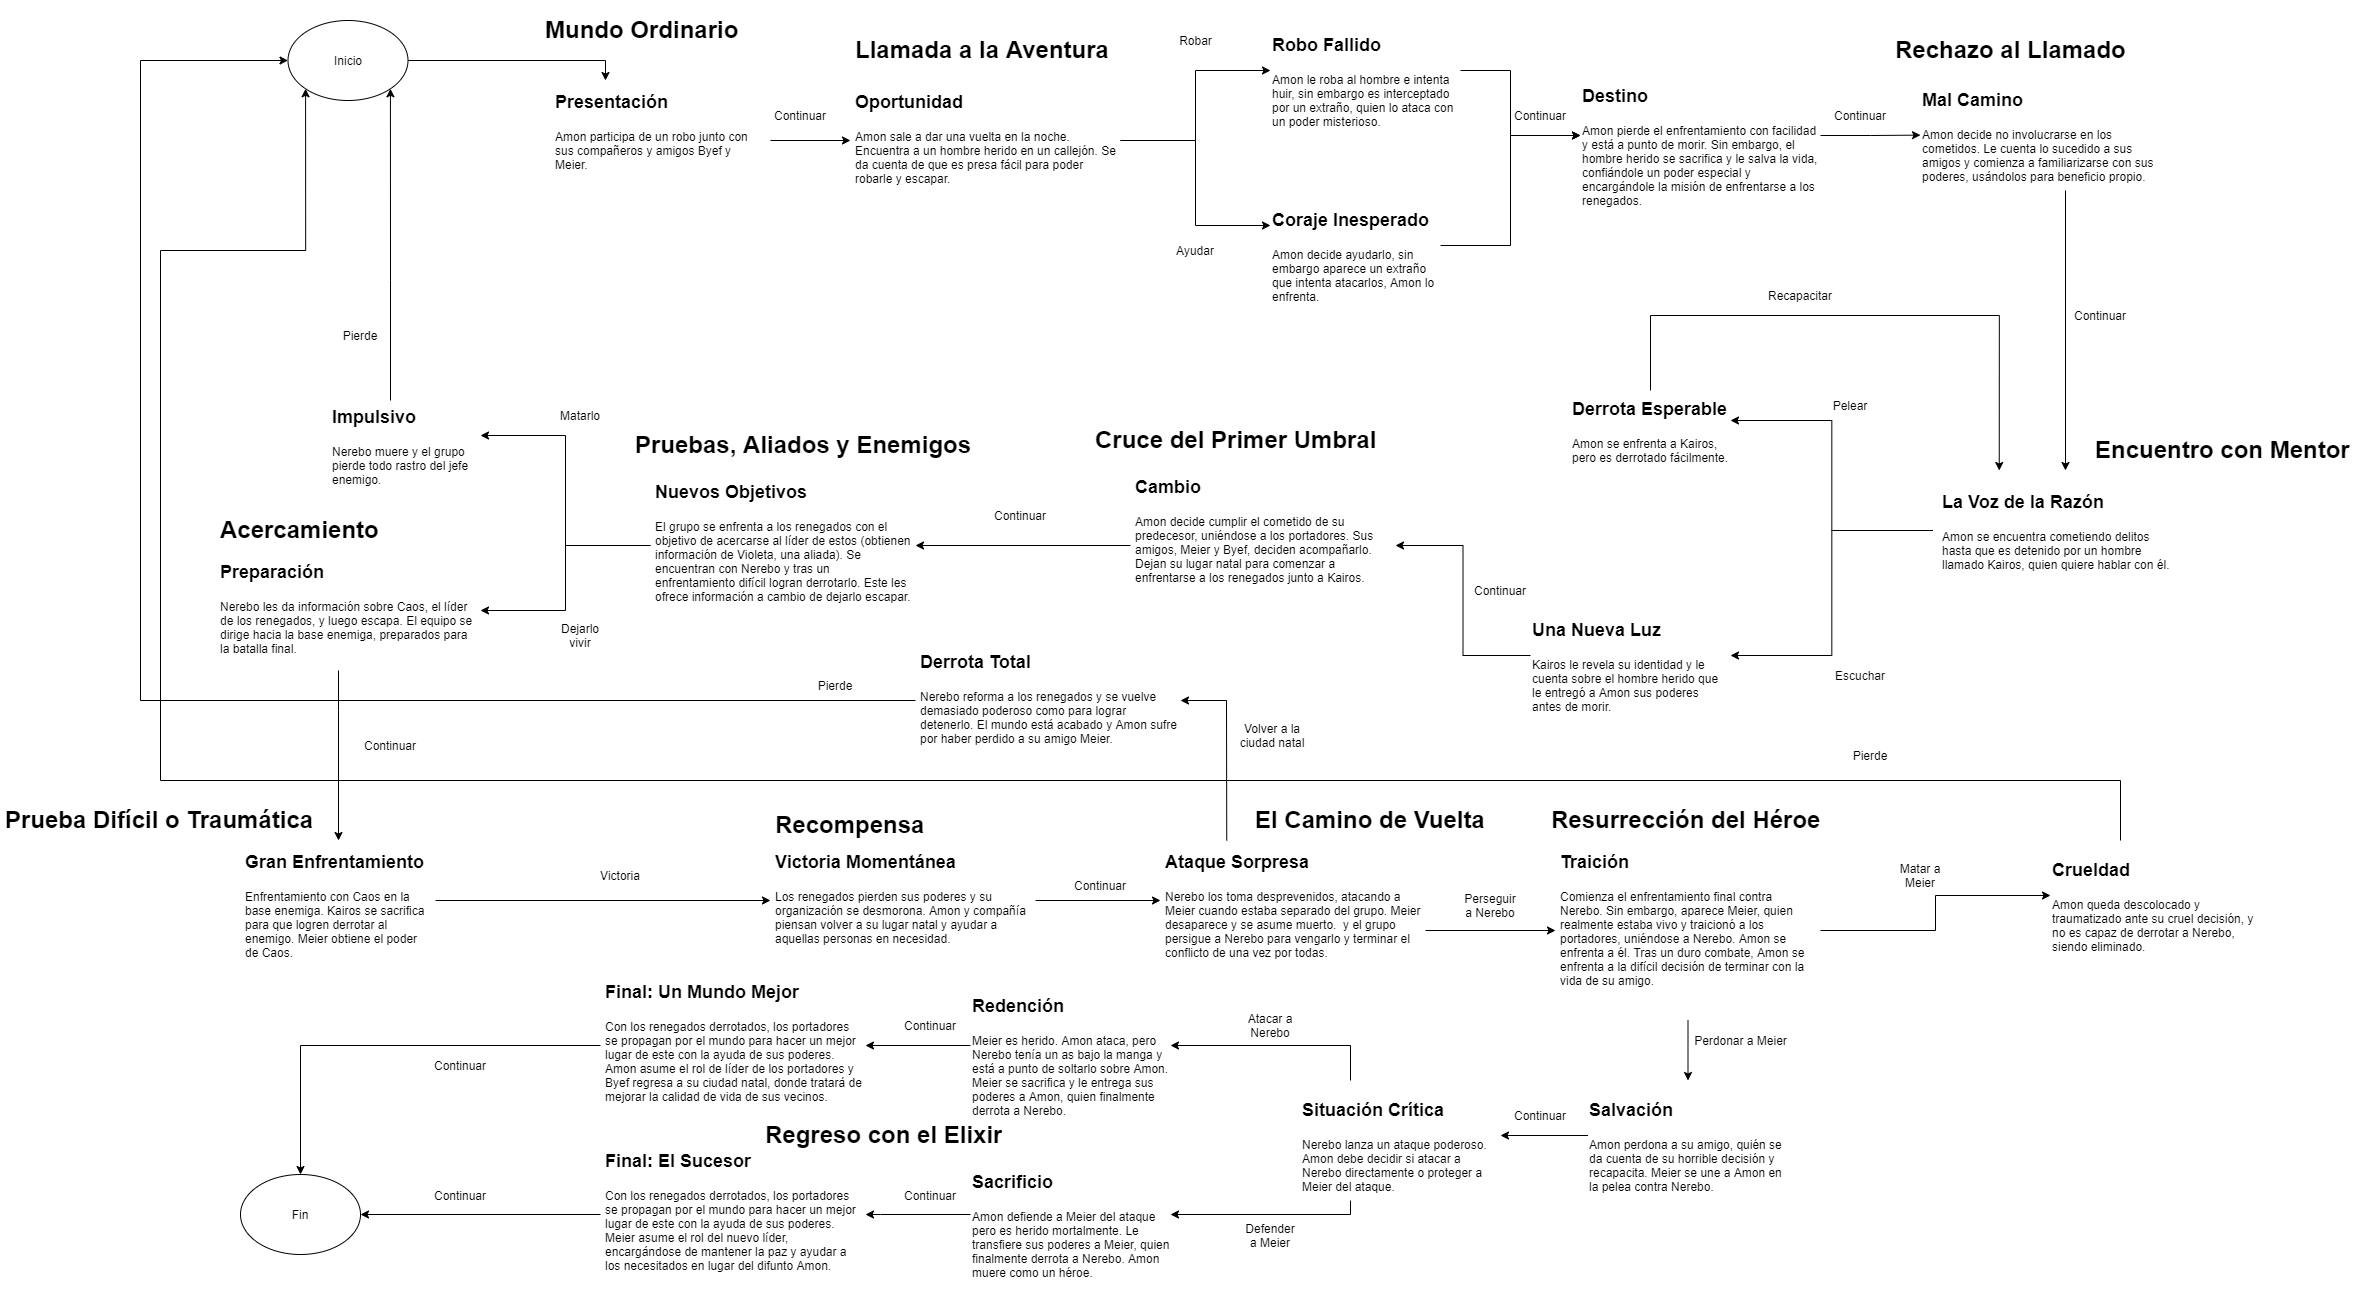 Inicio
Mundo Ordinario
Presentación
Amon participa de un robo junto con
sus compañeros y amigos Byef y
Meier.
Continuar
Llamada a la Aventura
Oportunidad
Amon sale a dar una vuelta en la noche.
Encuentra a un hombre herido en un callejón. Se
da cuenta de que es presa fácil para poder
robarle y escapar.
Robar
Ayudar
Robo Fallido
Amon le roba al hombre e intenta
huir, sin embargo es interceptado
por un extraño, quien lo ataca con
un poder misterioso.
Coraje Inesperado
Amon decide ayudarlo, sin
embargo aparece un extraño
que intenta atacarlos, Amon lo
enfrenta.
Continuar
Destino
Amon pierde el enfrentamiento con facilidad
y está a punto de morir. Sin embargo, el
hombre herido se sacrifica y le salva la vida,
confiándole un poder especial y
encargándole la misión de enfrentarse a los
renegados.
Continuar
Rechazo al Llamado
Mal Camino
Amon decide no involucrarse en los
cometidos. Le cuenta lo sucedido a sus
amigos y comienza a familiarizarse con sus
poderes, usándolos para beneficio propio.
Continuar
Recapacitar
Encuentro con Mentor
La Voz de la Razón
Amon se encuentra cometiendo delitos
hasta que es detenido por un hombre
llamado Kairos, quien quiere hablar con él.
Pelear
Derrota Esperable
Amon se enfrenta a Kairos,
pero es derrotado fácilmente.
Escuchar
Una Nueva Luz
Kairos le revela su identidad y le
cuenta sobre el hombre herido que
le entregó a Amon sus poderes
antes de morir.
Continuar
Cruce del Primer Umbral
Cambio
Amon decide cumplir el cometido de su
predecesor, uniéndose a los portadores. Sus
amigos, Meier y Byef, deciden acompañarlo.
Dejan su lugar natal para comenzar a
enfrentarse a los renegados junto a Kairos.
Continuar
Pruebas, Aliados y Enemigos
Nuevos Objetivos
El grupo se enfrenta a los renegados con el
objetivo de acercarse al líder de estos (obtienen
información de Violeta, una aliada). Se
encuentran con Nerebo y tras un
enfrentamiento difícil logran derrotarlo. Este les
ofrece información a cambio de dejarlo escapar.
Matarlo
Dejarlo
vivir
Pierde
Impulsivo
Nerebo muere y el grupo
pierde todo rastro del jefe
enemigo.
Acercamiento
Preparación
Nerebo les da información sobre Caos, el líder
de los renegados, y luego escapa. El equipo se
dirige hacia la base enemiga, preparados para
la batalla final.
Continuar
Pierde
Derrota Total
Nerebo reforma a los renegados y se vuelve
demasiado poderoso como para lograr
detenerlo. El mundo está acabado y Amon sufre
por haber perdido a su amigo Meier.
Volver a la
ciudad natal
Pierde
Prueba Difícil o Traumática
Gran Enfrentamiento
Enfrentamiento con Caos en la
base enemiga. Kairos se sacrifica
para que logren derrotar al
enemigo. Meier obtiene el poder
de Caos.
Victoria
Recompensa
Victoria Momentánea
Los renegados pierden sus poderes y su
organización se desmorona. Amon y compañía
piensan volver a su lugar natal y ayudar a
aquellas personas en necesidad.
Continuar
El Camino de Vuelta
Ataque Sorpresa
Nerebo los toma desprevenidos, atacando a
Meier cuando estaba separado del grupo. Meier
desaparece y se asume muerto.  y el grupo
persigue a Nerebo para vengarlo y terminar el
conflicto de una vez por todas.
Perseguir
a Nerebo
Resurrección del Héroe
Traición
Comienza el enfrentamiento final contra
Nerebo. Sin embargo, aparece Meier, quien
realmente estaba vivo y traicionó a los
portadores, uniéndose a Nerebo. Amon se
enfrenta a él. Tras un duro combate, Amon se
enfrenta a la difícil decisión de terminar con la
vida de su amigo.
Matar a
Meier
Crueldad
Amon queda descolocado y
traumatizado ante su cruel decisión, y
no es capaz de derrotar a Nerebo,
siendo eliminado.
Perdonar a Meier
Salvación
Amon perdona a su amigo, quién se
da cuenta de su horrible decisión y
recapacita. Meier se une a Amon en
la pelea contra Nerebo.
Continuar
Situación Crítica
Nerebo lanza un ataque poderoso.
Amon debe decidir si atacar a
Nerebo directamente o proteger a
Meier del ataque.
Atacar a
Nerebo
Defender
a Meier
Redención
Meier es herido. Amon ataca, pero
Nerebo tenía un as bajo la manga y
está a punto de soltarlo sobre Amon.
Meier se sacrifica y le entrega sus
poderes a Amon, quien finalmente
derrota a Nerebo.
Continuar
Final: Un Mundo Mejor
Con los renegados derrotados, los portadores
se propagan por el mundo para hacer un mejor
lugar de este con la ayuda de sus poderes.
Amon asume el rol de líder de los portadores y
Byef regresa a su ciudad natal, donde tratará de
mejorar la calidad de vida de sus vecinos.
Continuar
Regreso con el Elixir
Sacrificio
Amon defiende a Meier del ataque
pero es herido mortalmente. Le
transfiere sus poderes a Meier, quien
finalmente derrota a Nerebo. Amon
muere como un héroe.
Continuar
Final: El Sucesor
Con los renegados derrotados, los portadores
se propagan por el mundo para hacer un mejor
lugar de este con la ayuda de sus poderes.
Meier asume el rol del nuevo líder,
encargándose de mantener la paz y ayudar a
los necesitados en lugar del difunto Amon.
Continuar
Fin